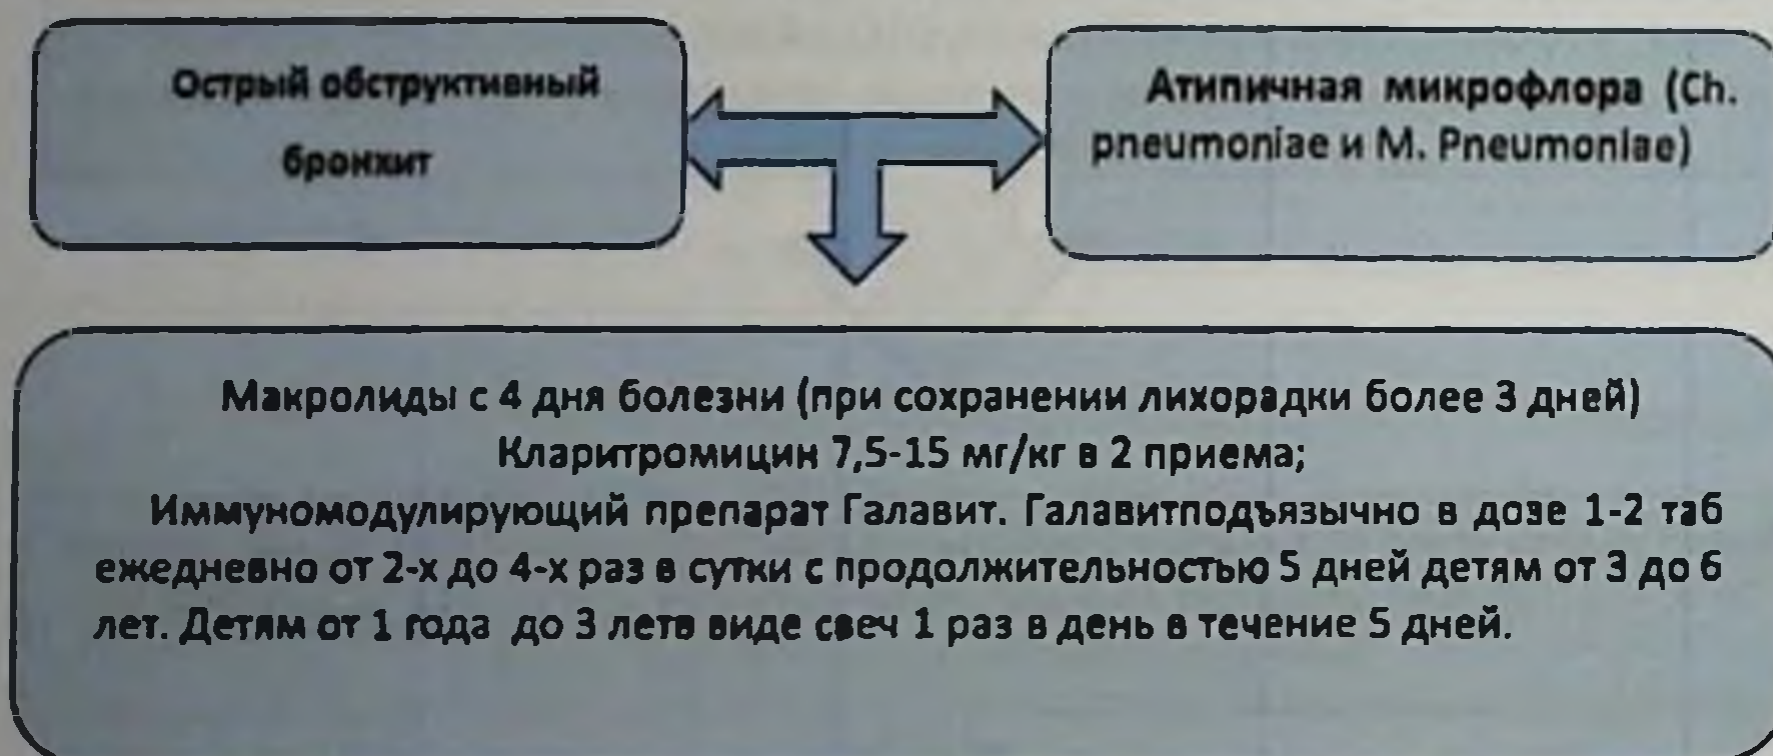 Острый обструктивный
бронхит
Атипичная микрофлора (Ch.
pneumoniae и M. Pneumoniae)
Макролиды с 4 дня болезни (при сохранении лихорадки более 3 дней)
Кларитромицин 7,5-15 мг/кг в 2 приема;
Иммуномодулирующий препарат Галавит. Галавитподъязычно в дозе 1-2 таб
ежедневно от 2-х до 4-х раз в сутки с продолжительностью 5 дней детям от 3 до 6
лет. Детям от 1 года до 3 летв виде свеч 1 раз в день в течение 5 дней.